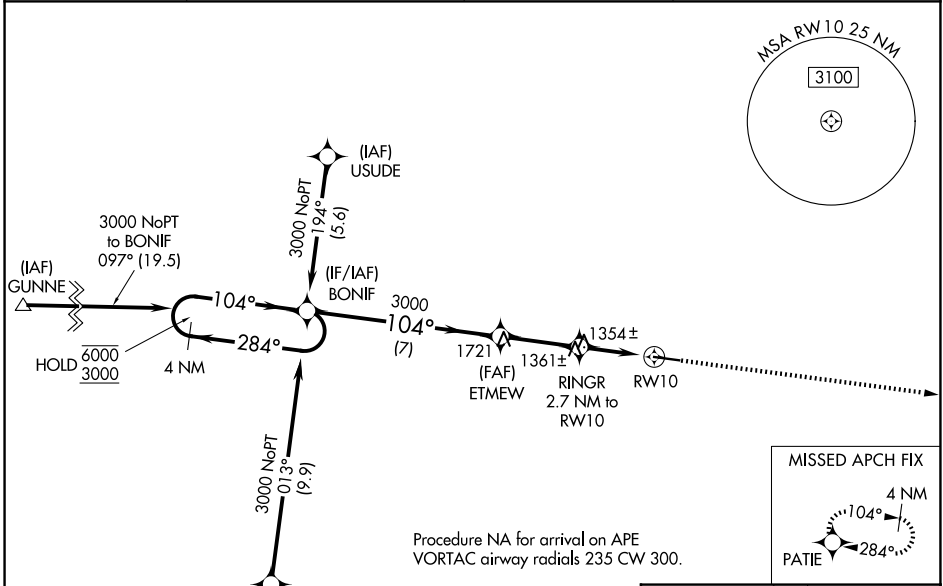 MSA RW10 25 NM
3100
(IAF)
USUDE
3000 NoPT
194°
(5.6)
3000 NoPT
to BONIF
097° (19.5)
(IAF)
GUNNE
(IF/IAF)
BONIF
104°
284°
HOLD 6000
3000
4 NM
3000
104°
(7)
1721
(FAF)
ETMEW
1361±
1354±
RINGR
2.7 NM to
RW10
RW10
3000 NoPT
013°
(9.9)
Procedure NA for arrival on APE
VORTAC airway radials 235 CW 300.
MISSED APCH FIX
4 NM
104°
284°
PATIE